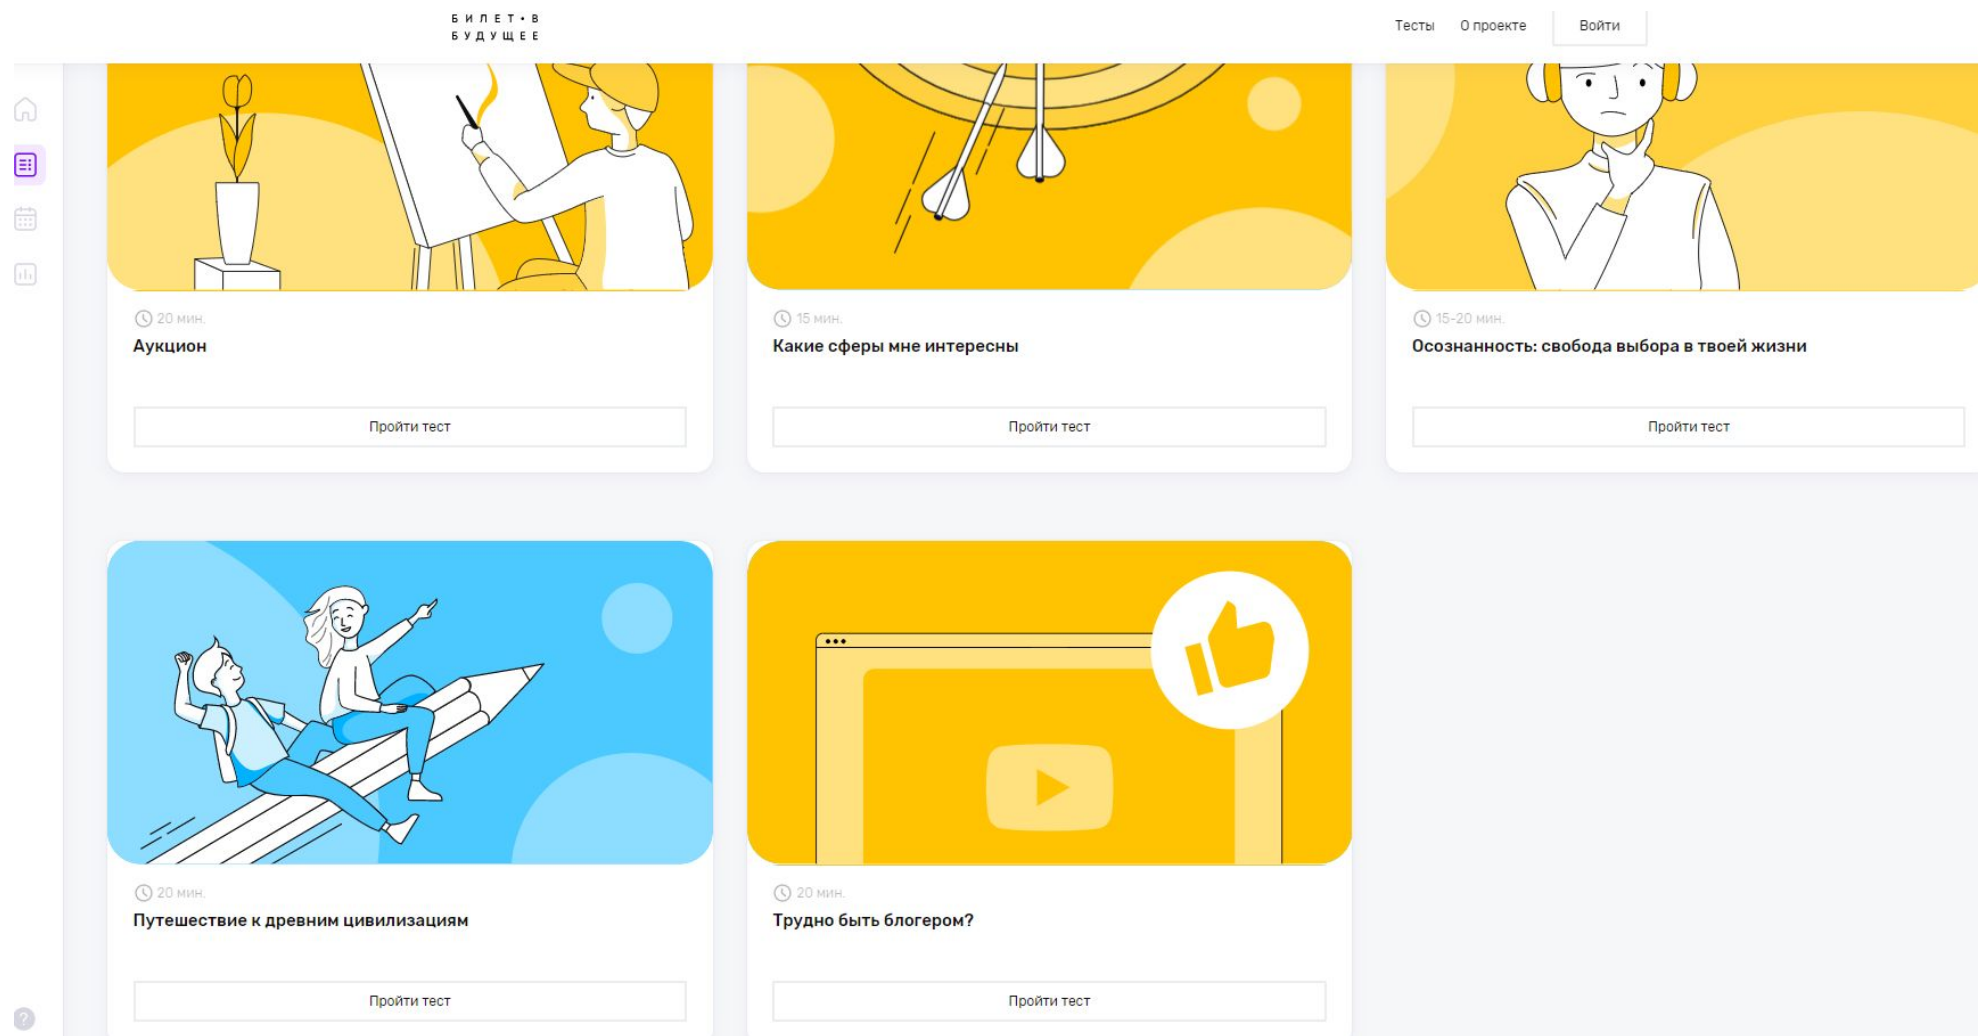 БИЛЕТ•В
БУДУЩЕЕ
Тесты О проекте Войти
20 мин.
Аукцион
Пройти тест
15 мин.
Какие сферы мне интересны
Пройти тест
15-20 мин.
Осознанность: свобода выбора в твоей жизни
Пройти тест
20 мин.
Путешествие к древним цивилизациям
Пройти тест
20 мин.
Трудно быть блогером?
Пройти тест
?